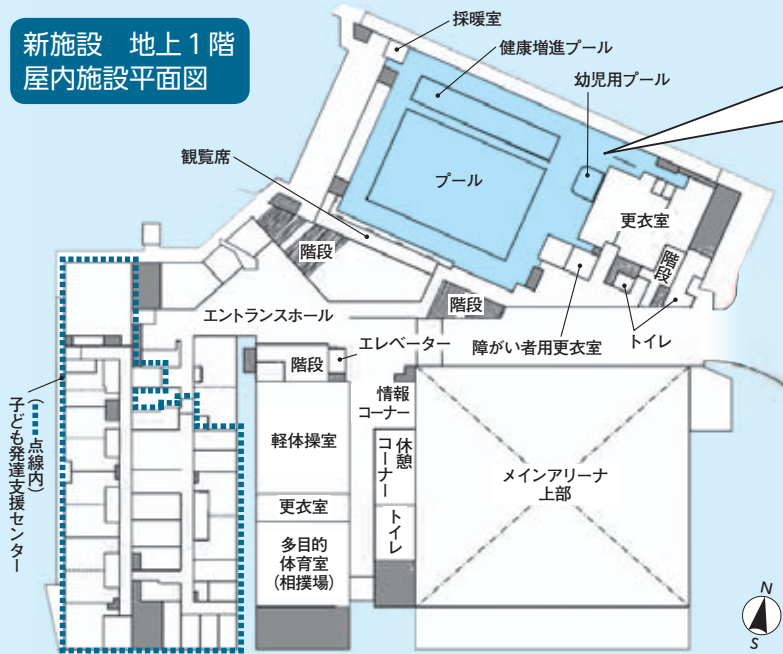 新施設 地上1階
屋内施設平面図
採暖室
健康増進プール
幼児用プール
観覧席
プール
更衣室
階段
階段
階段
エントランスホール
障がい者用更衣室
トイレ
階段
エレベーター
情報
コーナー
軽体操室
休憩
コーナー
メインアリーナ
上部
更衣室
トイレ
多目的
体育室
(相撲場)
子ども発達支援センター
(点線内)
N
S